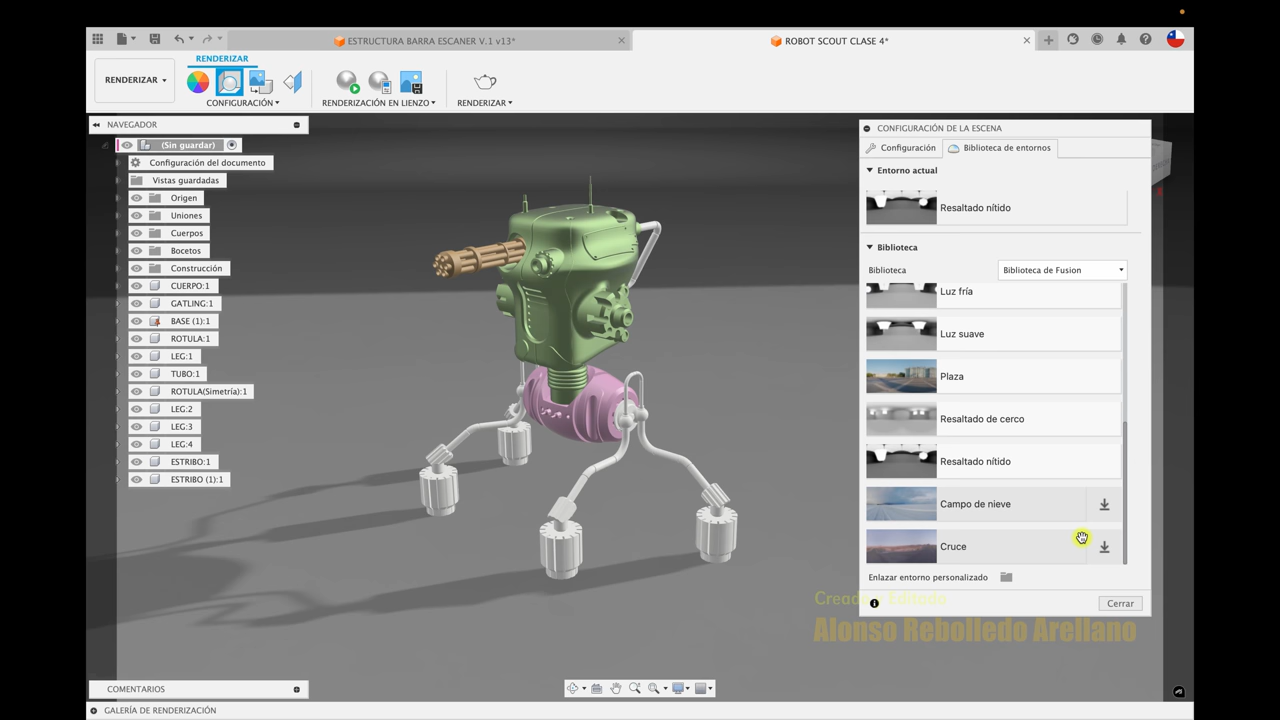 ESTRUCTURA BARRA ESCANER V.1 v13*
ROBOT SCOUT CLASE 4*
RENDERIZAR
RENDERIZAR
CONFIGURACIÓN
RENDERIZACIÓN EN LIENZO
RENDERIZAR
NAVEGADOR
(Sin guardar)
Configuración del documento
Vistas guardadas
Origen
Uniones
Cuerpos
Bocetos
Construcción
CUERPO:1
GATLING:1
BASE (1):1
ROTULA:1
LEG:1
TUBO:1
ROTULA(Simetría):1
LEG:2
LEG:3
LEG:4
ESTRIBO:1
ESTRIBO (1):1
CONFIGURACIÓN DE LA ESCENA
Configuración
Biblioteca de entornos
Entorno actual
Resaltado nítido
Biblioteca
Biblioteca
Biblioteca de Fusion
Luz fría
Luz suave
Plaza
Resaltado de cerco
Resaltado nítido
Campo de nieve
Cruce
Enlazar entorno personalizado
Cerrar
Editado
Alonso Rebolledo Arellano
COMENTARIOS
GALERÍA DE RENDERIZACIÓN